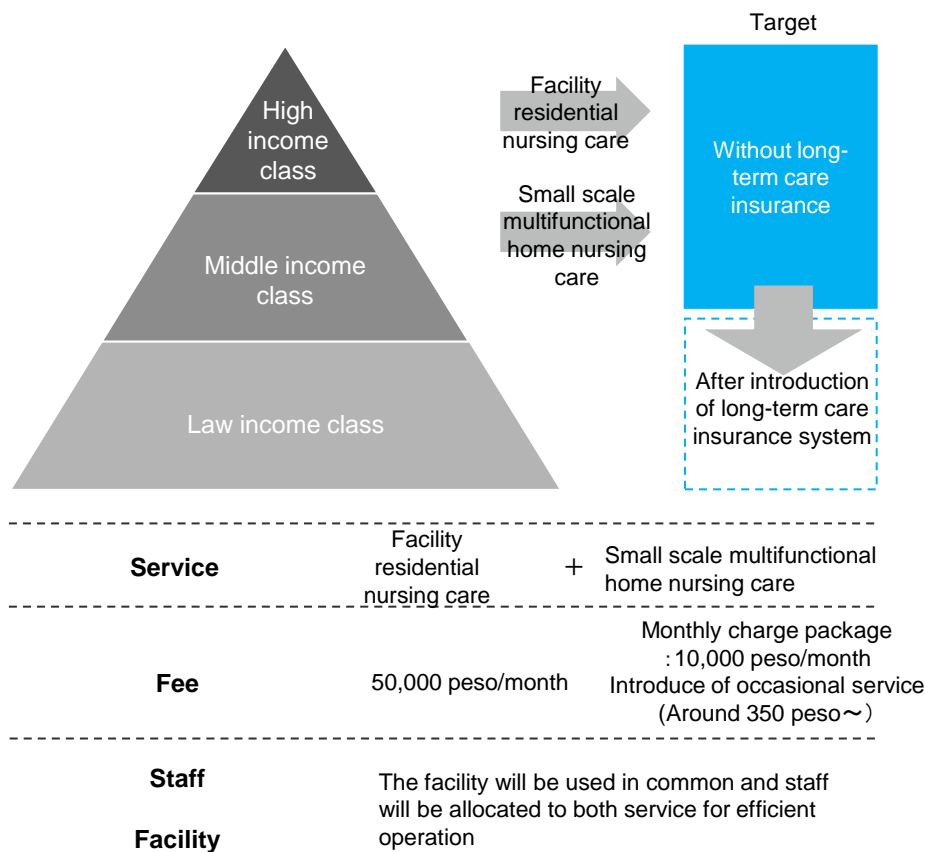 Target
High
income
class
Middle income
class
Law income class
Facility
residential
nursing care
Small scale
multifunctional
home nursing
care
Without long-
term care
insurance
After introduction
of long-term care
insurance system
Service
Facility
residential
nursing care
+
Small scale multifunctional
home nursing care
Fee
50,000 peso/month
Monthly charge package
：10,000 peso/month
Introduce of occasional service
(Around 350 peso～）
Staff
Facility
The facility will be used in common and staff
will be allocated to both service for efficient
operation